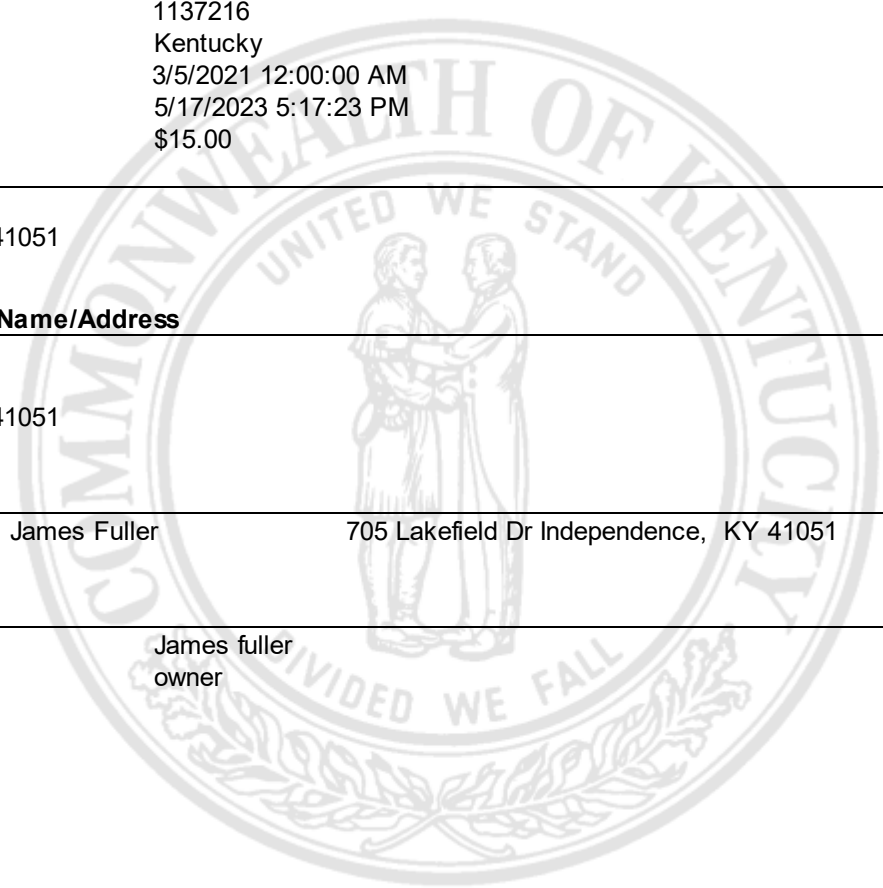 1137216
Kentucky
3/5/2021 12:00:00 AM
5/17/2023 5:17:23 PM
$15.00
COMMONWEALTH OF KENTUCKY
UNITED WE STAND
41051
Name/Address
41051
James Fuller 705 Lakefield Dr Independence, KY 41051
James fuller
owner
DIVIDED WE FALL